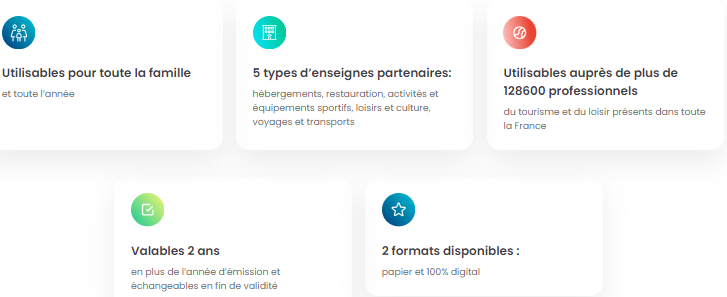 Utilisables pour toute la famille
et toute l'année
5 types d'enseignes partenaires:
hébergements, restauration, activités et
équipements sportifs, loisirs et culture,
voyages et transports
Utilisables auprès de plus de
128600 professionnels
du tourisme et du loisir présents dans toute
la France
Valables 2 ans
en plus de l'année d'émission et
échangeables en fin de validité
2 formats disponibles :
papier et 100% digital